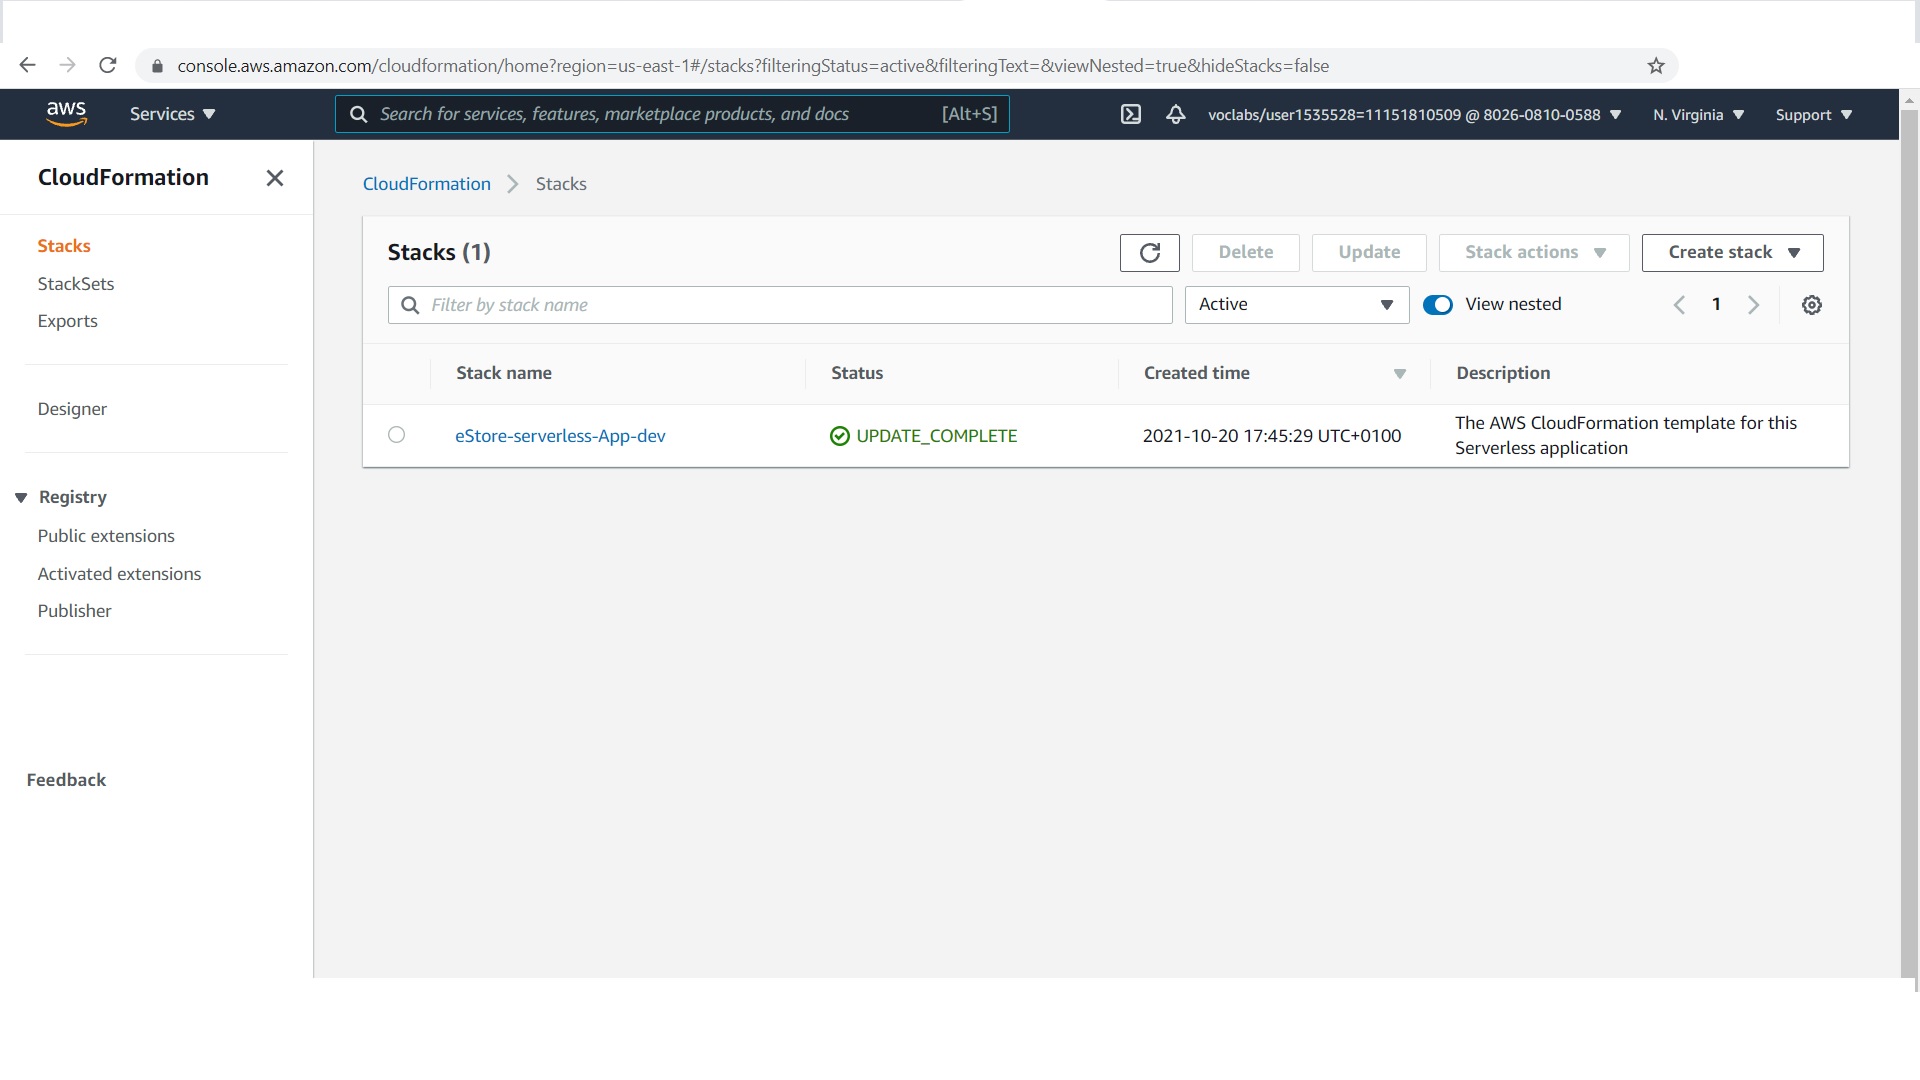 console.aws.amazon.com/cloudformation/home?region=us-east-1#/stacks?filteringStatus=active&filteringText=&viewNested=true&hideStacks=false
aws
Services
Search for services, features, marketplace products, and docs
[Alt+S]
voclabs/user1535528=11151810509 @ 8026-0810-0588
N. Virginia
Support
CloudFormation
Stacks
StackSets
Exports
Designer
Registry
Public extensions
Activated extensions
Publisher
Feedback
CloudFormation
Stacks
Stacks (1)
Delete
Update
Stack actions
Create stack
Filter by stack name
Active
View nested
1
Stack name
Status
Created time
Description
eStore-serverless-App-dev
UPDATE_COMPLETE
2021-10-20 17:45:29 UTC+0100
The AWS CloudFormation template for this
Serverless application